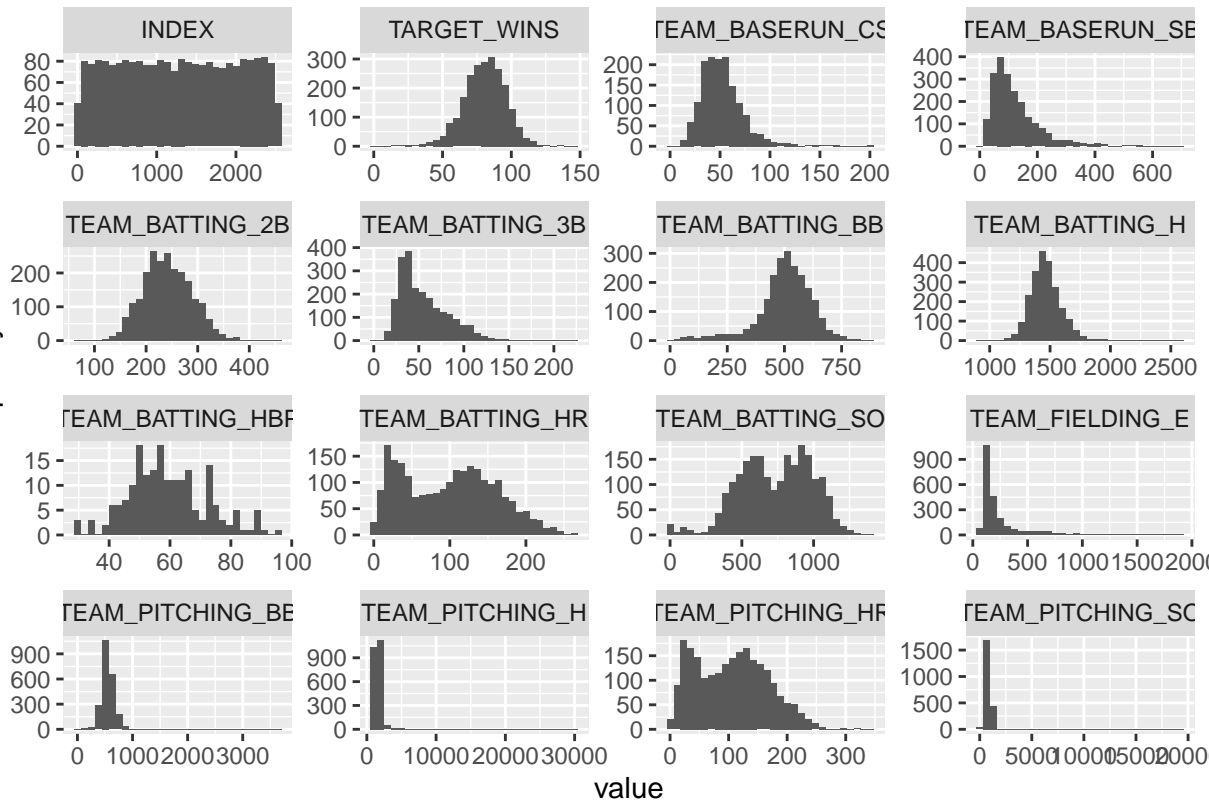 INDEX TARGET_WINS TEAM_BASERUN_CS TEAM_BASERUN_SB
80 60 40 20 0 300 200 100 0 200 150 100 50 0 400 300 200 100 0
0 1000 2000 0 50 100 150 0 50 100 150 200 0 200 400 600
TEAM_BATTING_2B TEAM_BATTING_3B TEAM_BATTING_BB TEAM_BATTING_H
200 100 0 400 300 200 100 0 300 200 100 0 400 300 200 100 0
100 200 300 400 0 50 100 150 200 0 250 500 750 1000 1500 2000 2500
TEAM_BATTING_HBP TEAM_BATTING_HR TEAM_BATTING_SO TEAM_FIELDING_E
15 10 5 0 150 100 50 0 150 100 50 0 900 600 300 0
40 60 80 100 0 100 200 0 500 1000 0 500 1000 1500 2000
TEAM_PITCHING_BB TEAM_PITCHING_H TEAM_PITCHING_HR TEAM_PITCHING_SO
900 600 300 0 900 600 300 0 150 100 50 0 1500 1000 500 0
0 1000 2000 3000 0 10000 20000 30000 0 100 200 300 0 5000 10000 15000 20000
value